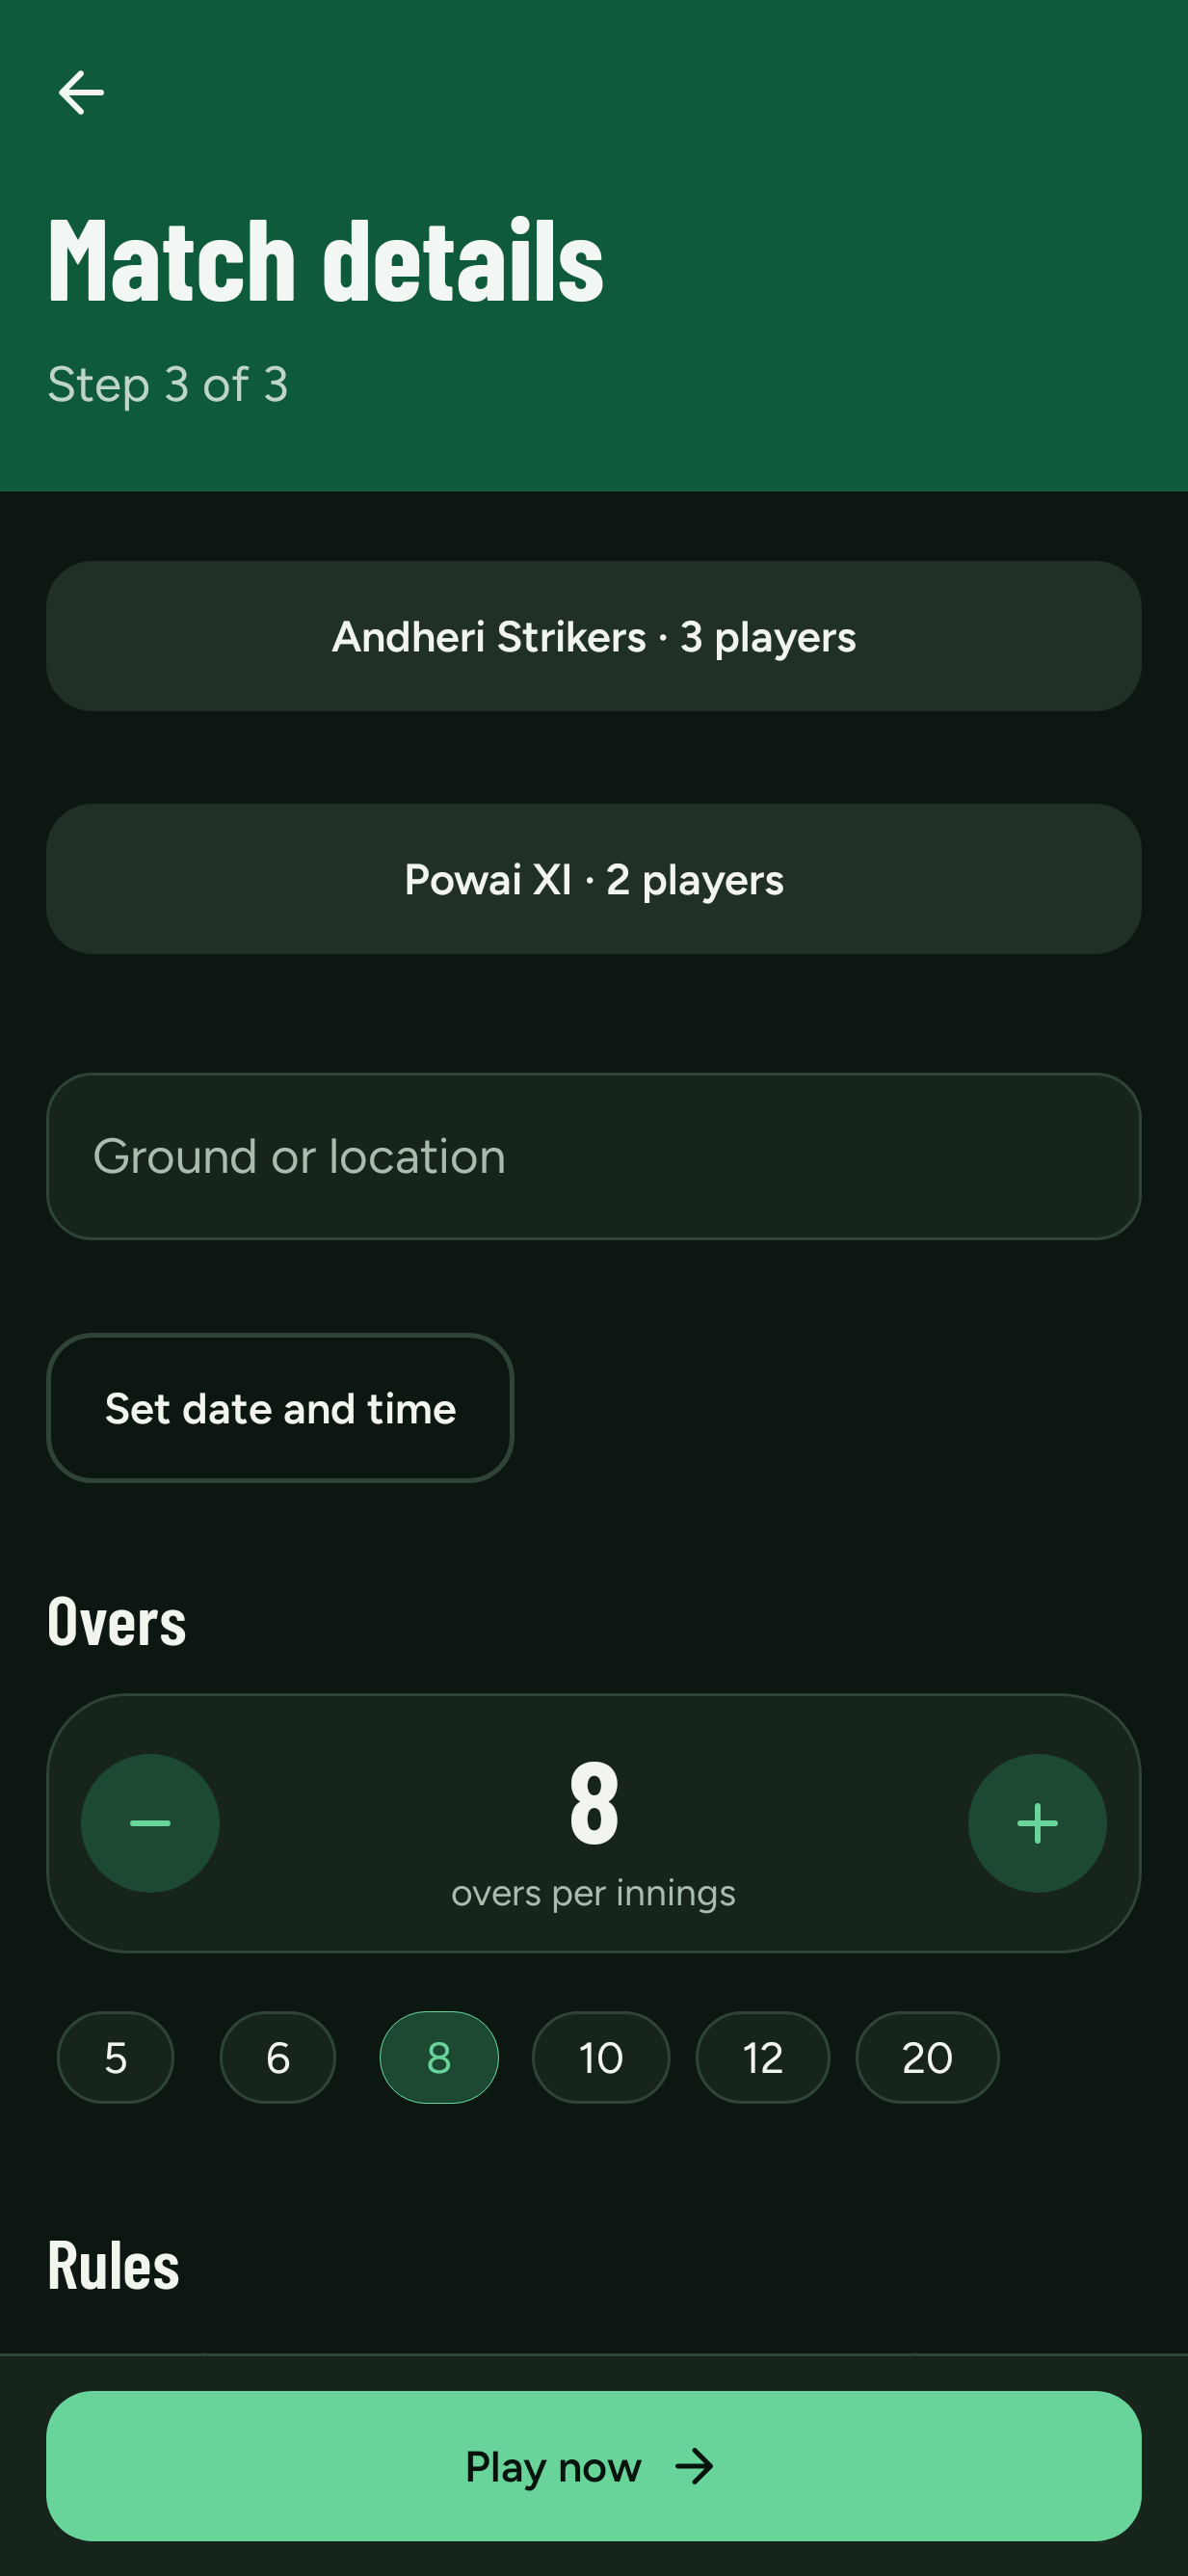 Match details
Step 3 of 3
Andheri Strikers · 3 players
Powai XI · 2 players
Ground or location
Set date and time
Overs
8
overs per innings
5 6 8 10 12 20
Rules
Play now